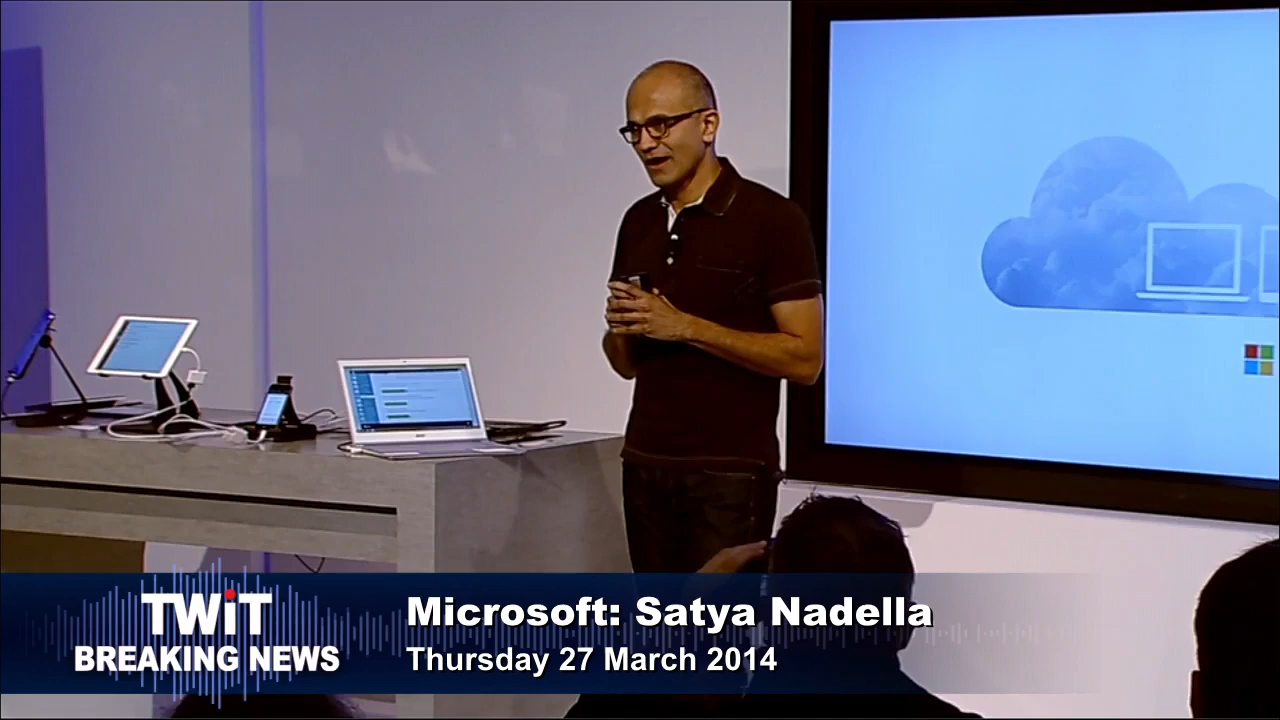 TWiT
BREAKING NEWS
Microsoft: Satya Nadella
Thursday 27 March 2014